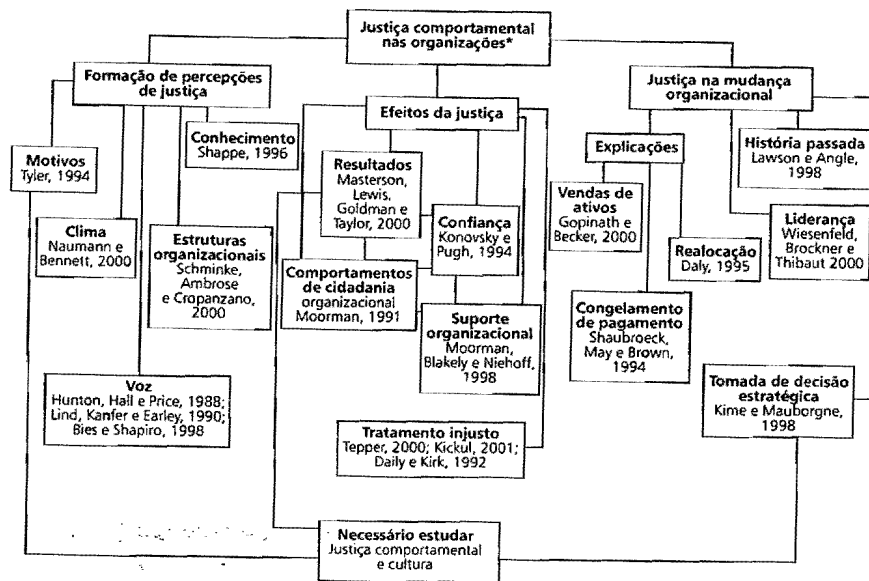 Justiça comportamental
nas organizações*
Formação de percepções
de justiça
Motivos
Tyler, 1994
Clima
Naumann e
Bennett, 2000
Voz
Hunton, Hall e Price, 1988;
Lind, Kanfer e Earley, 1990;
Bies e Shapiro, 1998
Estruturas
organizacionais
Schminke,
Ambrose
e Cropanzano,
2000
Conhecimento
Shappe, 1996
Efeitos da justiça
Resultados
Masterson,
Lewis,
Goldman e
Taylor, 2000
Confiança
Konovsky e
Pugh, 1994
Comportamentos
de cidadania
organizacional
Moorman, 1991
Suporte
organizacional
Moorman,
Blakely e Niehoff,
1998
Tratamento injusto
Tepper, 2000; Kickul, 2001;
Daily e Kirk, 1992
Justiça na mudança
organizacional
Explicações
Vendas de
ativos
Gopinath e
Becker, 2000
Congelamento
de pagamento
Shaubroeck,
May e Brown,
1994
Realocação
Daly, 1995
História passada
Lawson e Angle,
1998
Liderança
Wiesenfeld,
Brockner e
Thibaut 2000
Tomada de decisão
estratégica
Kime e Mauborgne,
1998
Necessário estudar
Justiça comportamental
e cultura